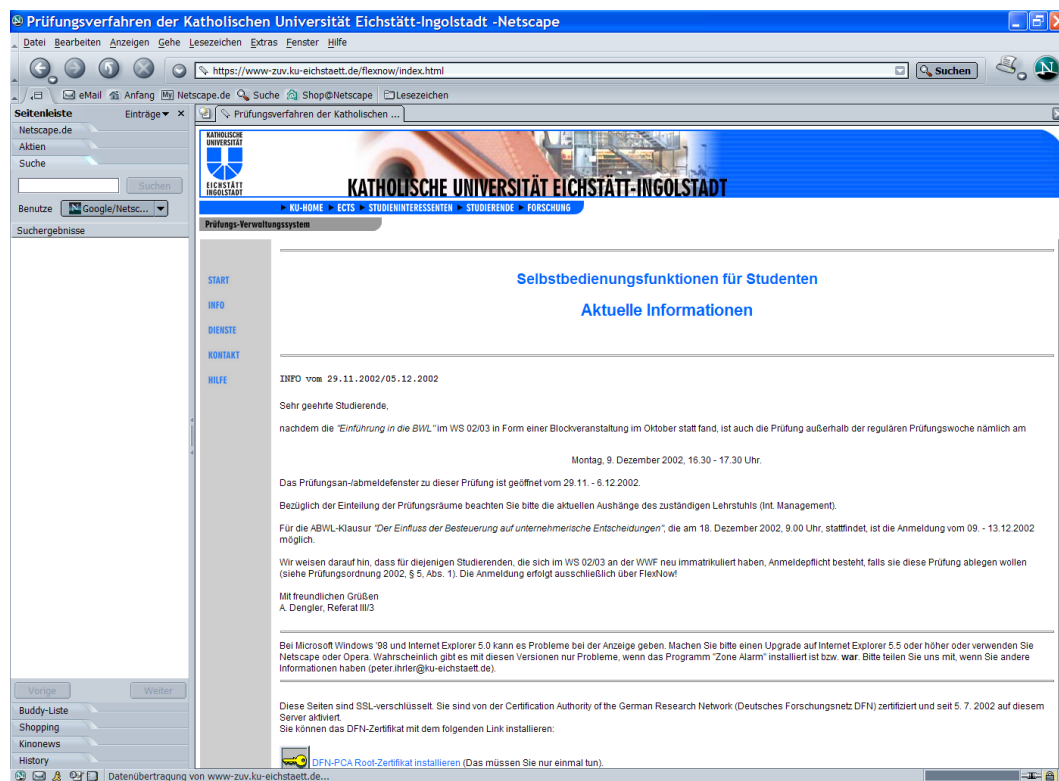 Prüfungsverfahren der Katholischen Universität Eichstätt-Ingolstadt -Netscape
Datei Bearbeiten Anzeigen Gehe Lesezeichen Extras Fenster Hilfe
https://www-zuv.ku-eichstaett.de/flexnow/index.html
Suchen
N
eMail Anfang My Netscape.de Suche Shop@Netscape Lesezeichen
Seitenleiste Einträge
Prüfungsverfahren der Katholischen ...
Netscape.de
Aktien
Suche
Suchen
Benutze Google/Netsc...
Suchergebnisse
KATHOLISCHE
UNIVERSITÄT
EICHSTÄTT
INGOLSTADT
KATHOLISCHE UNIVERSITÄT EICHSTÄTT-INGOLSTADT
KU-HOME ECTS STUDIENINTERESSENTEN STUDIERENDE FORSCHUNG
Prüfungs-Verwaltungssystem
START
INFO
DIENSTE
KONTAKT
HILFE
Selbstbedienungsfunktionen für Studenten
Aktuelle Informationen
INFO vom 29.11.2002/05.12.2002
Sehr geehrte Studierende,
nachdem die "Einführung in die BWL" im WS 02/03 in Form einer Blockveranstaltung im Oktober statt fand, ist auch die Prüfung außerhalb der regulären Prüfungswoche nämlich am
Montag, 9. Dezember 2002, 16.30 - 17.30 Uhr.
Das Prüfungsan-/abmeldefenster zu dieser Prüfung ist geöffnet vom 29.11. - 6.12.2002.
Bezüglich der Einteilung der Prüfungsräume beachten Sie bitte die aktuellen Aushänge des zuständigen Lehrstuhls (Int. Management).
Für die ABWL-Klausur "Der Einfluss der Besteuerung auf unternehmerische Entscheidungen", die am 18. Dezember 2002, 9.00 Uhr, stattfindet, ist die Anmeldung vom 09. - 13.12.2002
möglich.
Wir weisen darauf hin, dass für diejenigen Studierenden, die sich im WS 02/03 an der WWF neu immatrikuliert haben, Anmeldepflicht besteht, falls sie diese Prüfung ablegen wollen
(siehe Prüfungsordnung 2002, § 5, Abs. 1). Die Anmeldung erfolgt ausschließlich über FlexNow!
Mit freundlichen Grüßen
A. Dengler, Referat III/3
Bei Microsoft Windows '98 und Internet Explorer 5.0 kann es Probleme bei der Anzeige geben. Machen Sie bitte einen Upgrade auf Internet Explorer 5.5 oder höher oder verwenden Sie
Netscape oder Opera. Wahrscheinlich gibt es mit diesen Versionen nur Probleme, wenn das Programm "Zone Alarm" installiert ist bzw. war. Bitte teilen Sie uns mit, wenn Sie andere
Informationen haben (peter.ihrler@ku-eichstaett.de).
Diese Seiten sind SSL-verschlüsselt. Sie sind von der Certification Authority of the German Research Network (Deutsches Forschungsnetz DFN) zertifiziert und seit 5. 7. 2002 auf diesem
Server aktiviert.
Sie können das DFN-Zertifikat mit dem folgenden Link installieren:
DFN-PCA Root-Zertifikat installieren (Das müssen Sie nur einmal tun).
Vorige Weiter
Buddy-Liste
Shopping
Kinonews
History
Datenübertragung von www-zuv.ku-eichstaett.de...